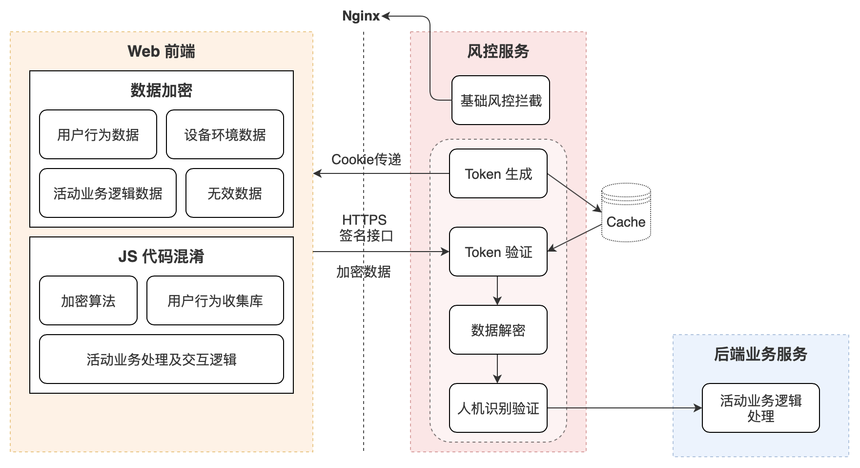 Nginx
Web 前端
数据加密
用户行为数据
设备环境数据
活动业务逻辑数据
无效数据
JS 代码混淆
加密算法
用户行为收集库
活动业务处理及交互逻辑
Cookie传递
HTTPS
签名接口
加密数据
风控服务
基础风控拦截
Token 生成
Token 验证
数据解密
人机识别验证
Cache
后端业务服务
活动业务逻辑
处理